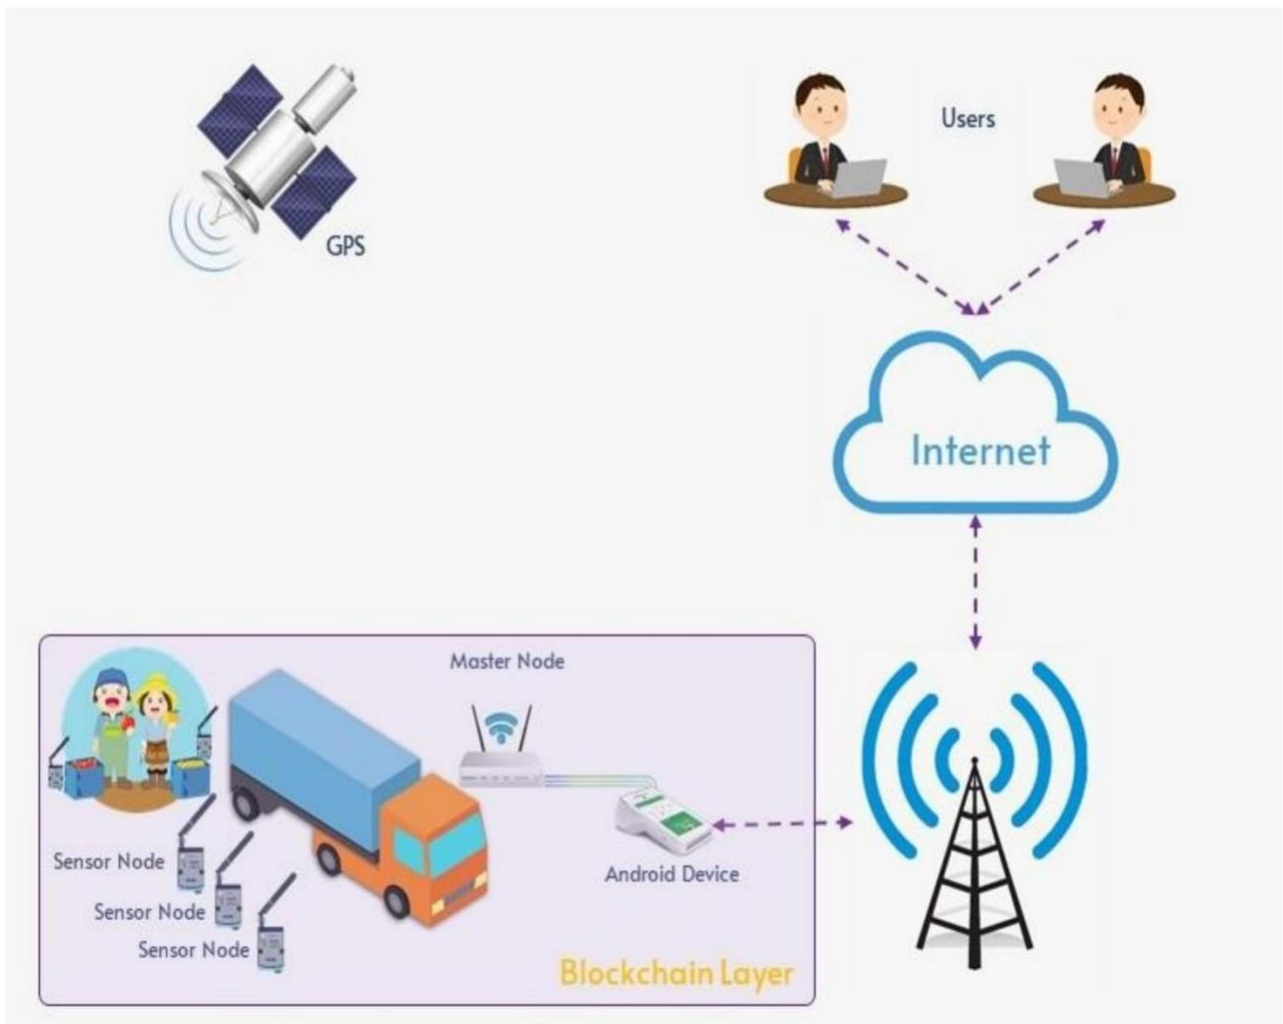 Users
GPS
Internet
Master Node
Sensor Node
Android Device
Sensor Node
Sensor Node
Blockchain Layer